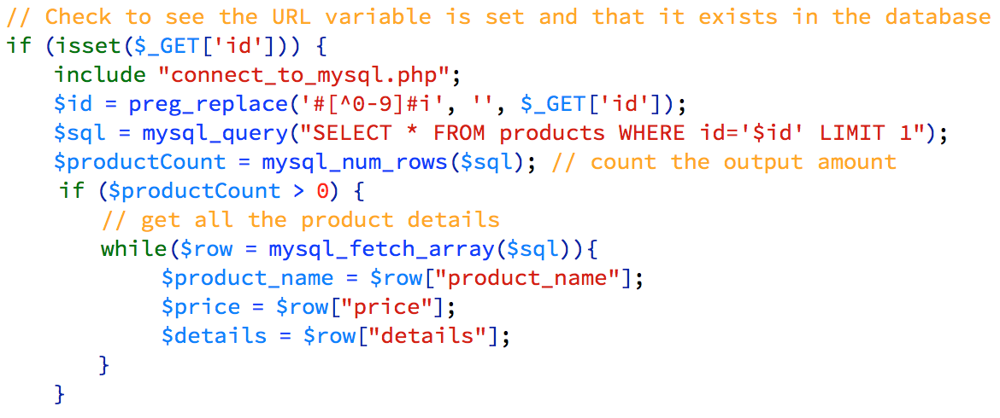 // Check to see the URL variable is set and that it exists in the database
if (isset($_GET['id'])) {
    include "connect_to_mysql.php";
    $id = preg_replace('#[^0-9]#i', '', $_GET['id']);
    $sql = mysql_query("SELECT * FROM products WHERE id='$id' LIMIT 1");
    $productCount = mysql_num_rows($sql); // count the output amount
    if ($productCount > 0) {
        // get all the product details
        while($row = mysql_fetch_array($sql)){
            $product_name = $row["product_name"];
            $price = $row["price"];
            $details = $row["details"];
        }
    }